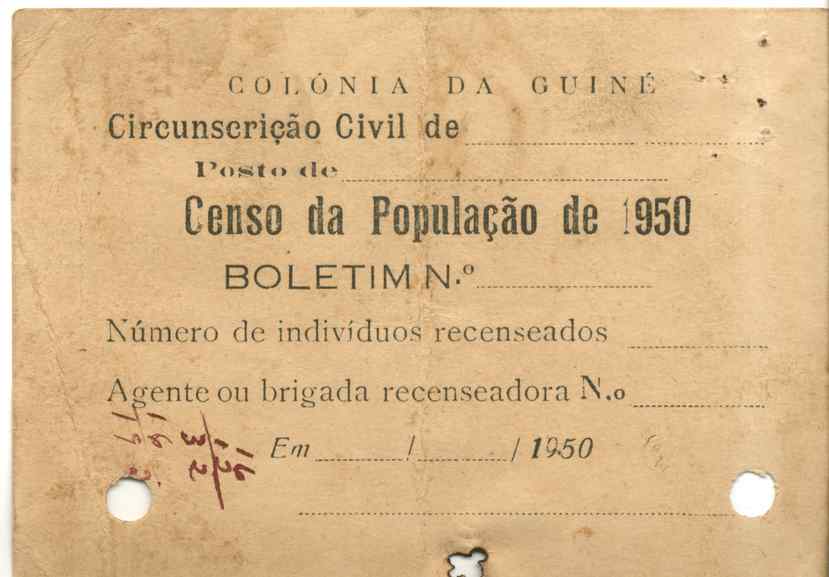 COLÓNIA DA GUINÉ
Circunscrição Civil de
Posto de
Censo da População de 1950
BOLETIM N.º
Número de indivíduos recenseados
Agente ou brigada recenseadora N.o
Em / / 1950